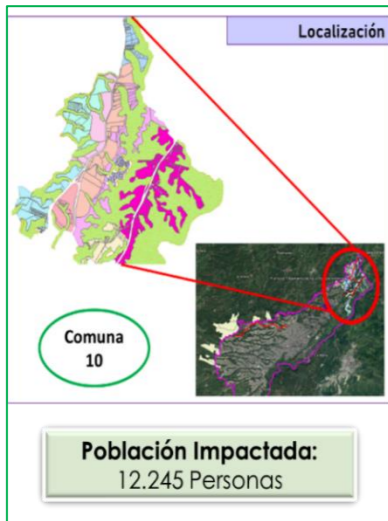 Localización
Comuna
10
Población Impactada:
12.245 Personas